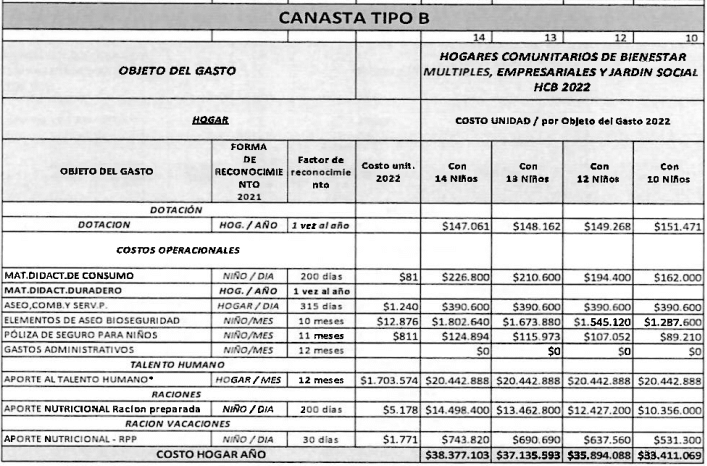 CANASTA TIPO B
14 13 12 10
OBJETO DEL GASTO
HOGARES COMUNITARIOS DE BIENESTAR
MULTIPLES, EMPRESARIALES Y JARDIN SOCIAL
HCB 2022
HOGAR
COSTO UNIDAD / por Objeto del Gasto 2022
OBJETO DEL GASTO
FORMA
DE
RECONOCIMIE
NTO
2021
Factor de
reconocimie
nto
Costo unit.
2022
Con
14 Niños
Con
13 Niños
Con
12 Niños
Con
10 Niños
DOTACIÓN
DOTACION HOG. / AÑO 1 vez al año $147.061 $148.162 $149.268 $151.471
COSTOS OPERACIONALES
MAT.DIDACT.DE CONSUMO NIÑO / DIA 200 dias $81 $226.800 $210.600 $194.400 $162.000
MAT.DIDACT.DURADERO HOG. / AÑO 1 vez al año
ASEO,COMB.Y SERV.P. HOGAR / DIA 315 dias $1.240 $390.600 $390.600 $390.600 $390.600
ELEMENTOS DE ASEO BIOSEGURIDAD NIÑO/MES 10 meses $12.876 $1.802.640 $1.673.880 $1.545.120 $1.287.600
PÓLIZA DE SEGURO PARA NIÑOS NIÑO/MES 11 meses $811 $124.894 $115.973 $107.052 $89.210
GASTOS ADMINISTRATIVOS NIÑO/MES 12 meses $0 $0 $0 $0
TALENTO HUMANO
APORTE AL TALENTO HUMANO* HOGAR / MES 12 meses $1.703.574 $20.442.888 $20.442.888 $20.442.888 $20.442.888
RACIONES
APORTE NUTRICIONAL Racion preparada NIÑO / DIA 200 dias $5.178 $14.498.400 $13.462.800 $12.427.200 $10.356.000
RACION VACACIONES
APORTE NUTRICIONAL - RPP NIÑO / DIA 30 dias $1.771 $743.820 $690.690 $637.560 $531.300
COSTO HOGAR AÑO $38.377.103 $37.135.593 $35.894.088 $33.411.069